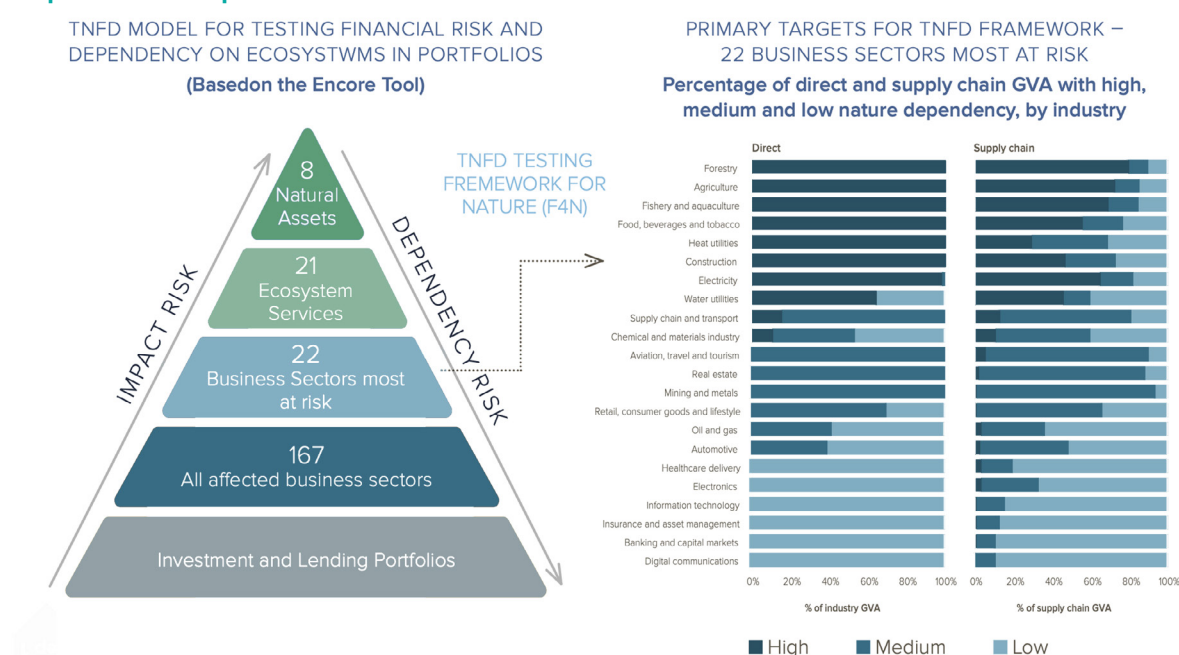 TNFD MODEL FOR TESTING FINANCIAL RISK AND
DEPENDENCY ON ECOSYSTWMS IN PORTFOLIOS
(Basedon the Encore Tool)
8
Natural
Assets
21
Ecosystem
Services
22
Business Sectors most
at risk
167
All affected business sectors
Investment and Lending Portfolios
IMPACT RISK
DEPENDENCY RISK
TNFD TESTING
FREMEWORK FOR
NATURE (F4N)
PRIMARY TARGETS FOR TNFD FRAMEWORK –
22 BUSINESS SECTORS MOST AT RISK
Percentage of direct and supply chain GVA with high,
medium and low nature dependency, by industry
Direct
Supply chain
Forestry
Agriculture
Fishery and aquaculture
Food, beverages and tobacco
Heat utilities
Construction
Electricity
Water utilities
Supply chain and transport
Chemical and materials industry
Aviation, travel and tourism
Real estate
Mining and metals
Retail, consumer goods and lifestyle
Oil and gas
Automotive
Healthcare delivery
Electronics
Information technology
Insurance and asset management
Banking and capital markets
Digital communications
0% 20% 40% 60% 80% 100%
0% 20% 40% 60% 80% 100%
% of industry GVA
% of supply chain GVA
High Medium Low